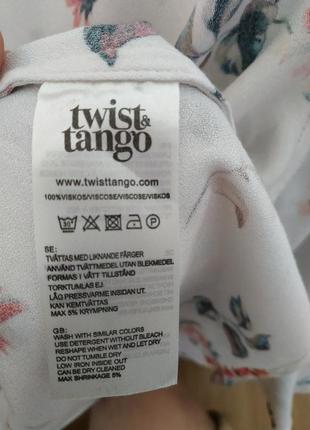 twist&
tango
www.twisttango.com
100%VISKOS/VISCOSE/VISCOSE/VISKOS
30 P
SE:
TVÄTTAS MED LIKNANDE FÄRGER
ANVÄND TVÄTTMEDEL UTAN BLEKMEDEL
FORMAS I VÅTT TILLSTÅND
TORKTUMLAS EJ
LÅG PRESSVARME INSIDAN UT.
KAN KEMTVÄTTAS
MAX 5% KRYMPNING
GB:
WASH WITH SIMILAR COLORS
USE DETERGENT WITHOUT BLEACH
RESHAPE WHEN WET AND LET DRY
DO NOT TUMBLE DRY
LOW IRON INSIDE OUT
CAN BE DRY CLEANED
MAX SHRINKAGE 5%